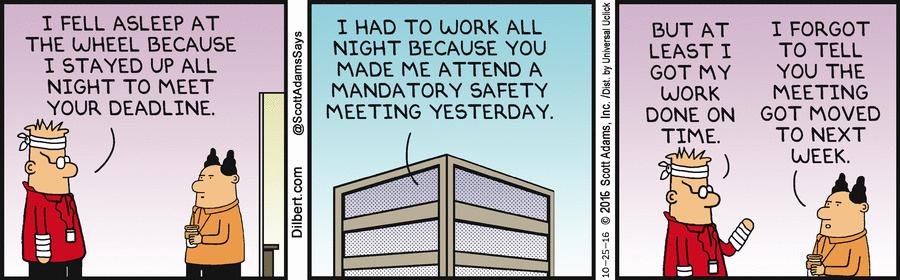 I FELL ASLEEP AT
THE WHEEL BECAUSE
I STAYED UP ALL
NIGHT TO MEET
YOUR DEADLINE.
Dilbert.com @ScottAdamsSays
I HAD TO WORK ALL
NIGHT BECAUSE YOU
MADE ME ATTEND A
MANDATORY SAFETY
MEETING YESTERDAY.
10-25-16 © 2016 Scott Adams, Inc. /Dist. by Universal Uclick
BUT AT
LEAST I
GOT MY
WORK
DONE ON
TIME.
I FORGOT
TO TELL
YOU THE
MEETING
GOT MOVED
TO NEXT
WEEK.